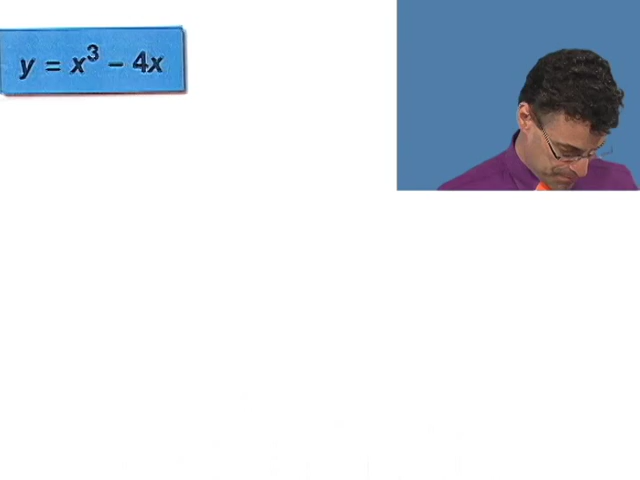 y = x³ – 4x